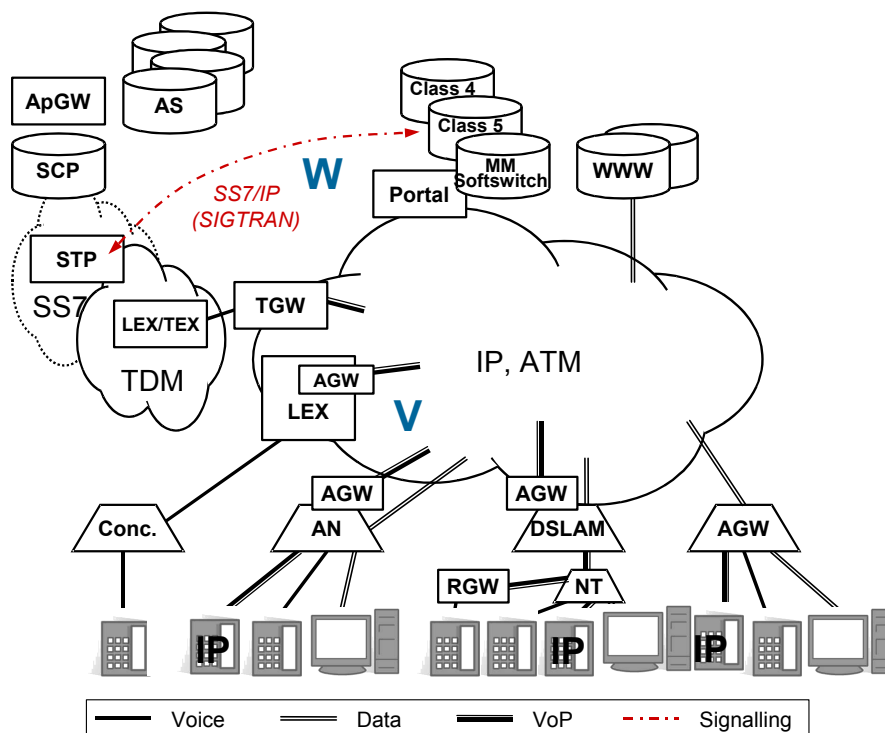 ApGW
AS
SCP
Class 4
Class 5
MM
Softswitch
Portal
WWW
W
SS7/IP
(SIGTRAN)
STP
SS7
LEX/TEX
TDM
TGW
IP, ATM
AGW
LEX
V
AGW
AGW
Conc.
AN
DSLAM
AGW
RGW
NT
IP
IP
IP
Voice
Data
VoP
Signalling